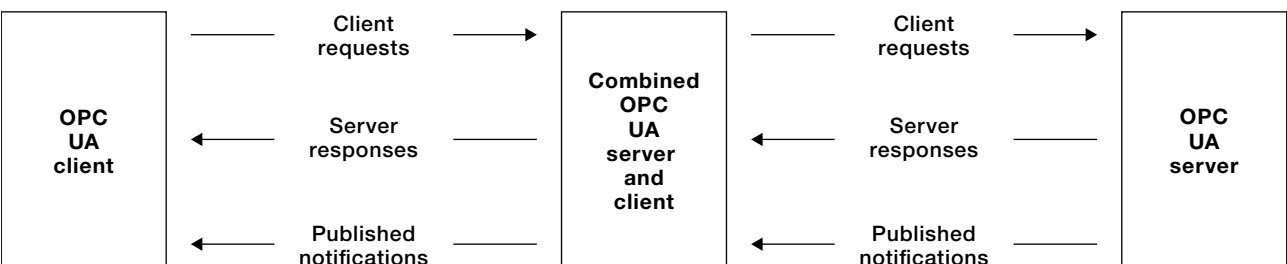 OPC
UA
client
Client
requests
Server
responses
Published
notifications
Combined
OPC
UA
server
and
client
Client
requests
Server
responses
Published
notifications
OPC
UA
server